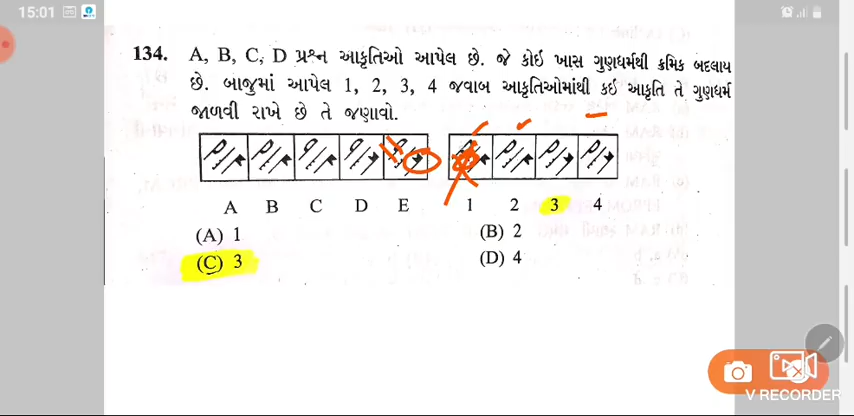 15:01
134. A, B, C, D પ્રશ્ન આકૃતિઓ આપેલ છે. જે કોઇ ખાસ ગુણધર્મથી ક્રમિક બદલાય
છે. બાજુમાં આપેલ 1, 2, 3, 4 જવાબ આકૃતિઓમાંથી કઇ આકૃતિ તે ગુણધર્મ
જાળવી રાખે છે તે જણાવો.
A B C D E 1 2 3 4
(A) 1 (B) 2
(C) 3 (D) 4
V RECORDER